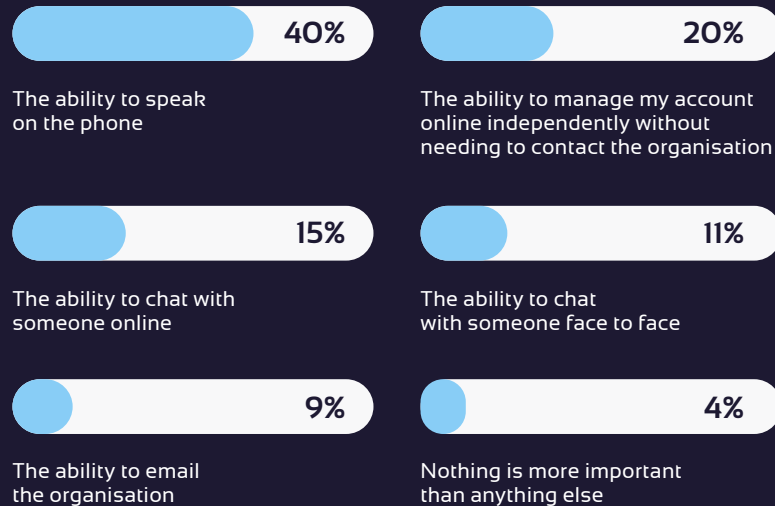 40%
The ability to speak
on the phone
20%
The ability to manage my account
online independently without
needing to contact the organisation
15%
The ability to chat with
someone online
11%
The ability to chat
with someone face to face
9%
The ability to email
the organisation
4%
Nothing is more important
than anything else